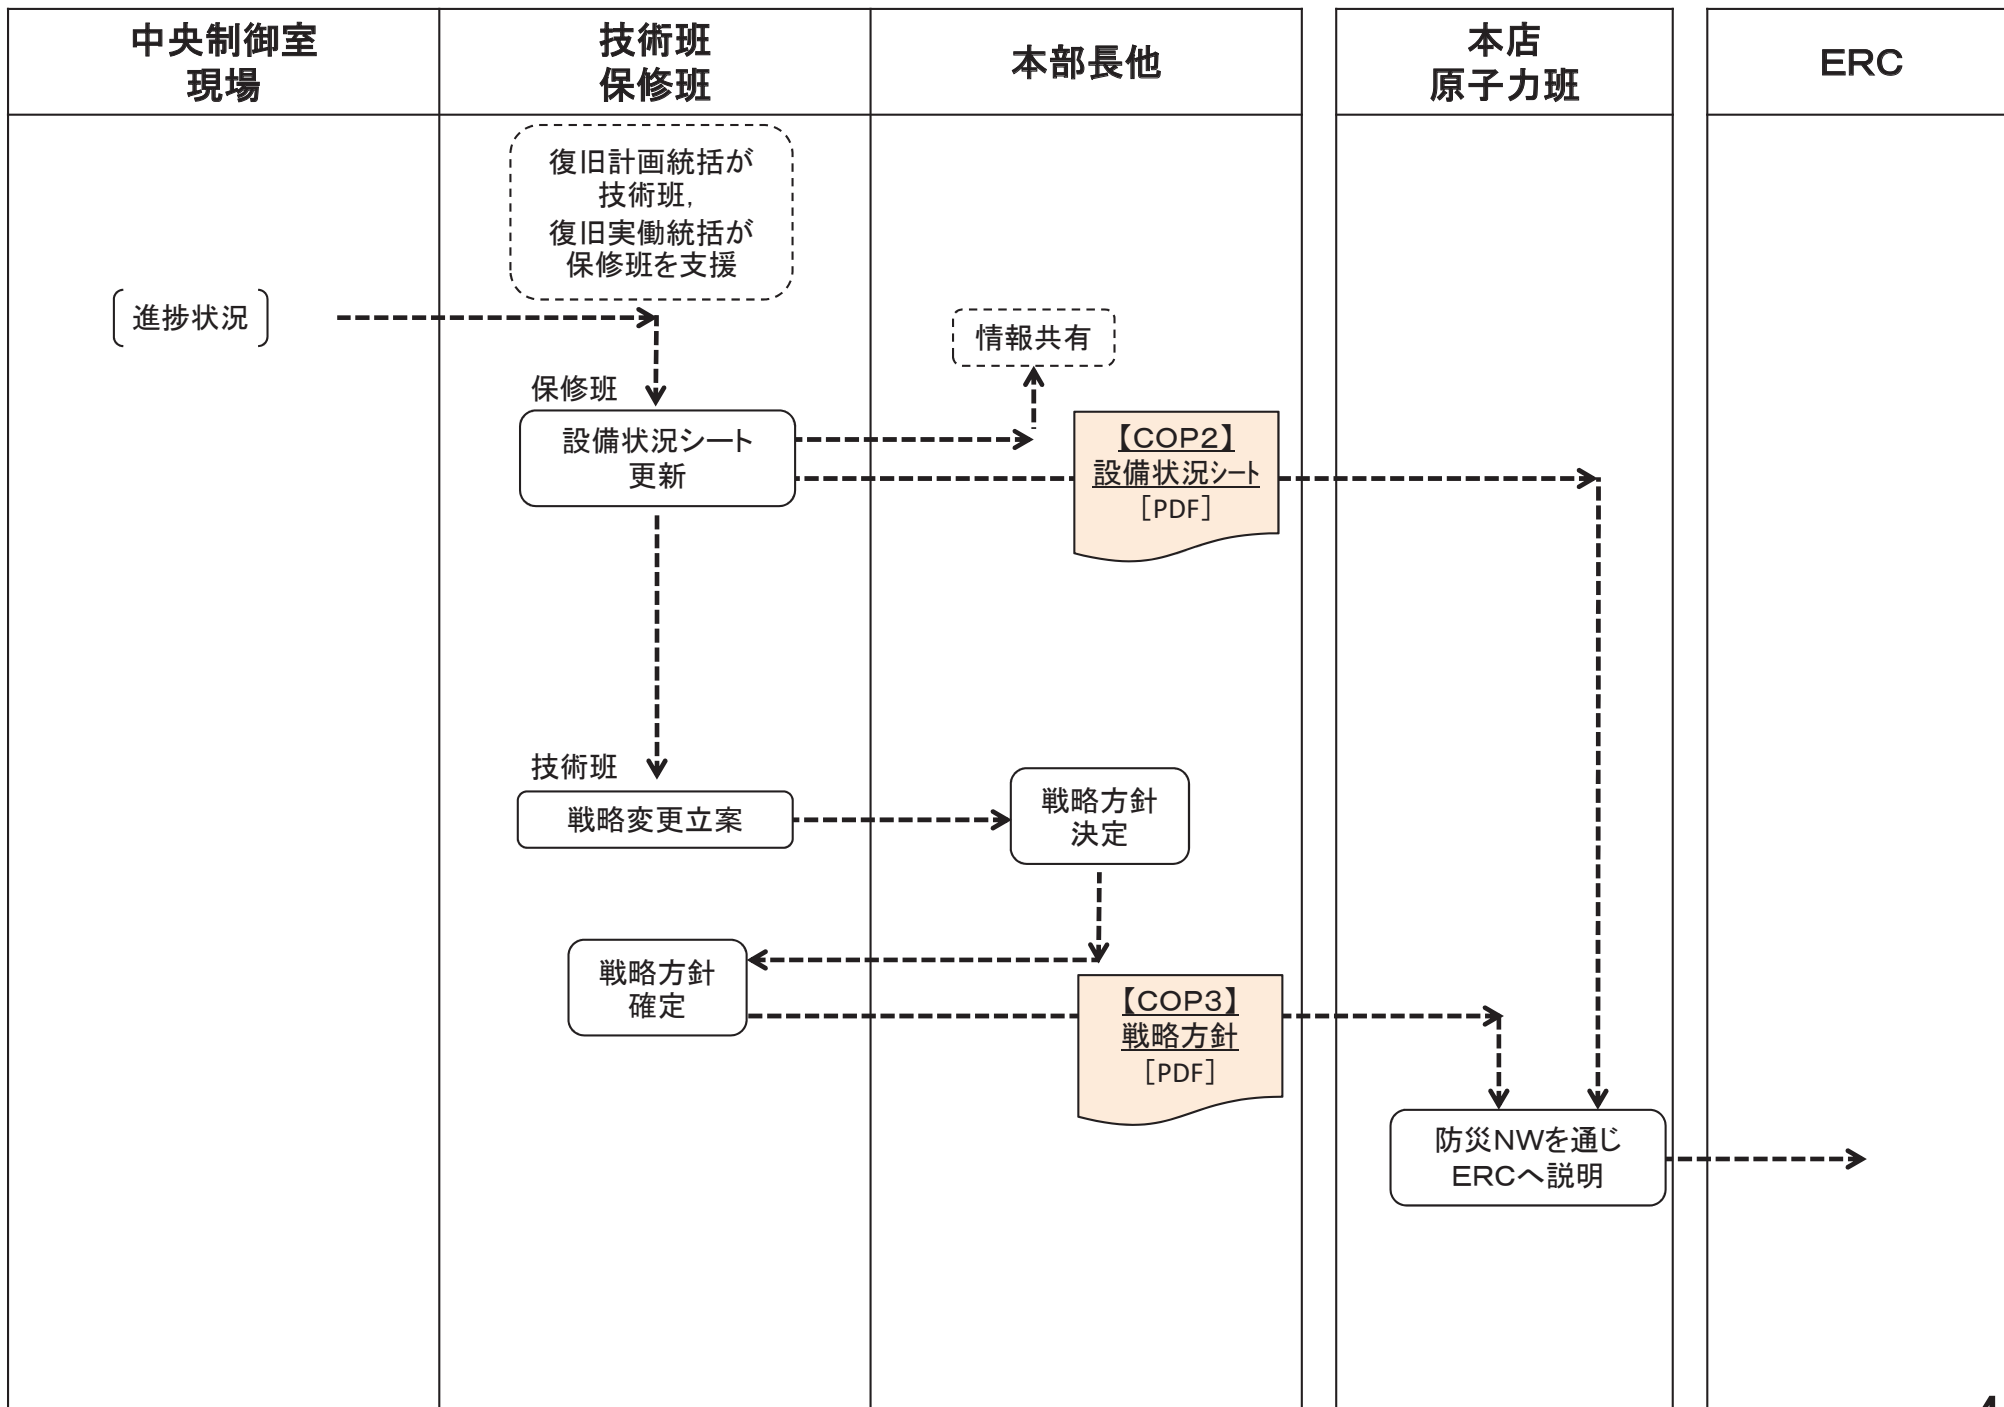 中央制御室
現場
技術班
保修班
本部長他
本店
原子力班
ERC
復旧計画統括が
技術班，
復旧実働統括が
保修班を支援
進捗状況
情報共有
保修班
設備状況シート
更新
【COP2】
設備状況シート
［PDF］
技術班
戦略変更立案
戦略方針
決定
戦略方針
確定
【COP3】
戦略方針
［PDF］
防災NWを通じ
ERCへ説明